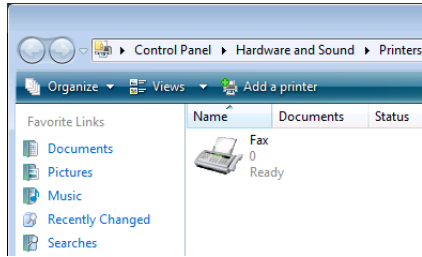 Control Panel Hardware and Sound Printers
Organize Views Add a printer
Favorite Links
Documents
Pictures
Music
Recently Changed
Searches
Name Documents Status
Fax
0
Ready